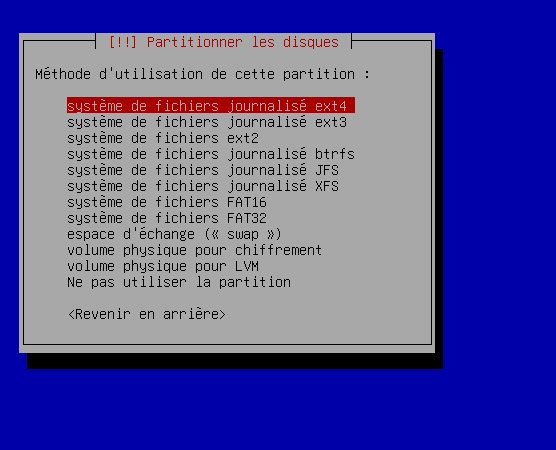 [!!] Partitionner les disques
Méthode d'utilisation de cette partition :
système de fichiers journalisé ext4
système de fichiers journalisé ext3
système de fichiers ext2
système de fichiers journalisé btrfs
système de fichiers journalisé JFS
système de fichiers journalisé XFS
système de fichiers FAT16
système de fichiers FAT32
espace d'échange (« swap »)
volume physique pour chiffrement
volume physique pour LVM
Ne pas utiliser la partition
<Revenir en arrière>